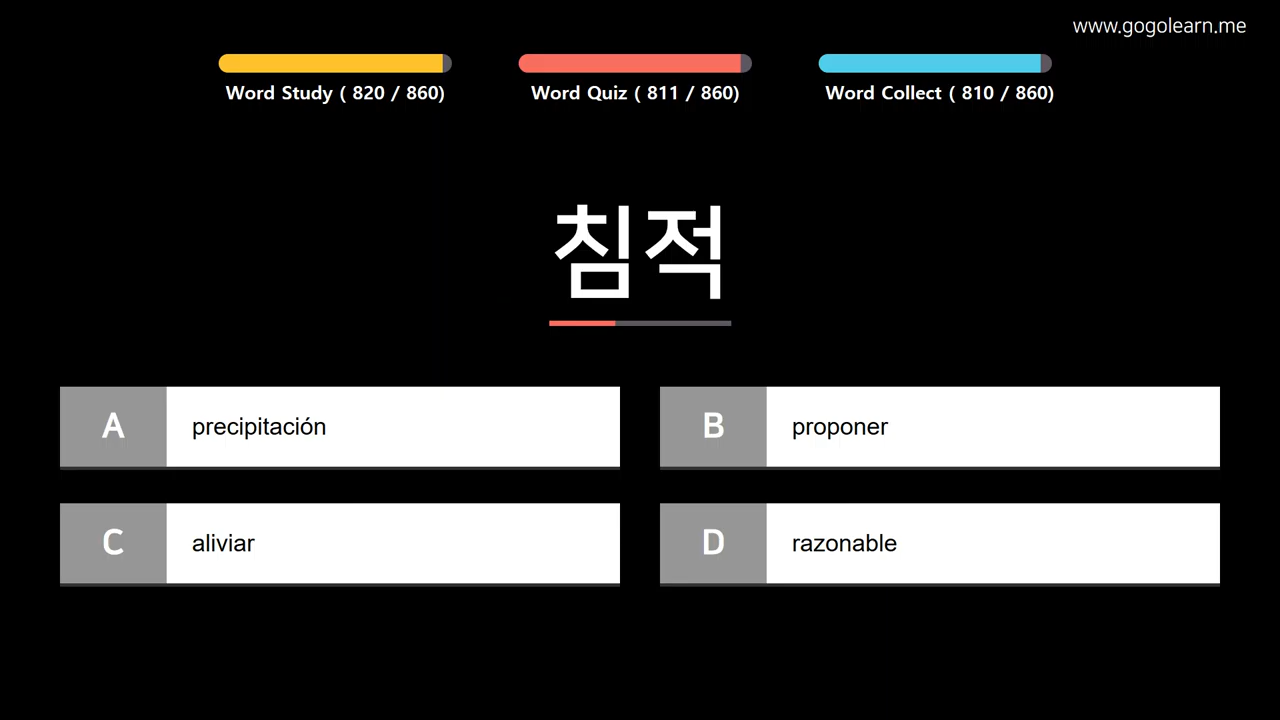 www.gogolearn.me
Word Study ( 820 / 860)
Word Quiz ( 811 / 860)
Word Collect ( 810 / 860)
침적
A precipitación
B proponer
C aliviar
D razonable